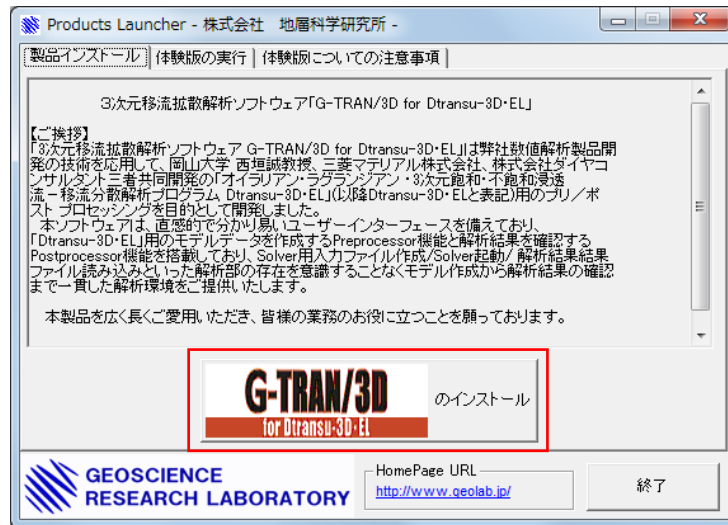 Products Launcher - 株式会社　地層科学研究所 -
製品インストール 体験版の実行 体験版についての注意事項
3次元移流拡散解析ソフトウェア「G-TRAN/3D for Dtransu-3D・EL」
【ご挨拶】
「3次元移流拡散解析ソフトウェア G-TRAN/3D for Dtransu-3D・EL」は弊社数値解析製品開
発の技術を応用して、岡山大学 西垣誠教授、三菱マテリアル株式会社、株式会社ダイヤコ
ンサルタント三者共同開発の「オイラリアン・ラグランジアン・3次元飽和・不飽和浸透
流－移流分散解析プログラム Dtransu-3D・EL」(以降Dtransu-3D・ELと表記)用のプリ／ポ
スト プロセッシングを目的として開発しました。
本ソフトウェアは、直感的で分かり易いユーザーインターフェースを備えており、
「Dtransu-3D・EL」用のモデルデータを作成するPreprocessor機能と解析結果を確認する
Postprocessor機能を搭載しており、Solver用入力ファイル作成/Solver起動/ 解析結果結果
ファイル読み込みといった解析部の存在を意識することなくモデル作成から解析結果の確認
まで一貫した解析環境をご提供いたします。
本製品を広く長くご愛用いただき、皆様の業務のお役に立つことを願っております。
G-TRAN/3D
for Dtransu-3D・EL
のインストール
GEOSCIENCE
RESEARCH LABORATORY
HomePage URL
http://www.geolab.jp/
終了